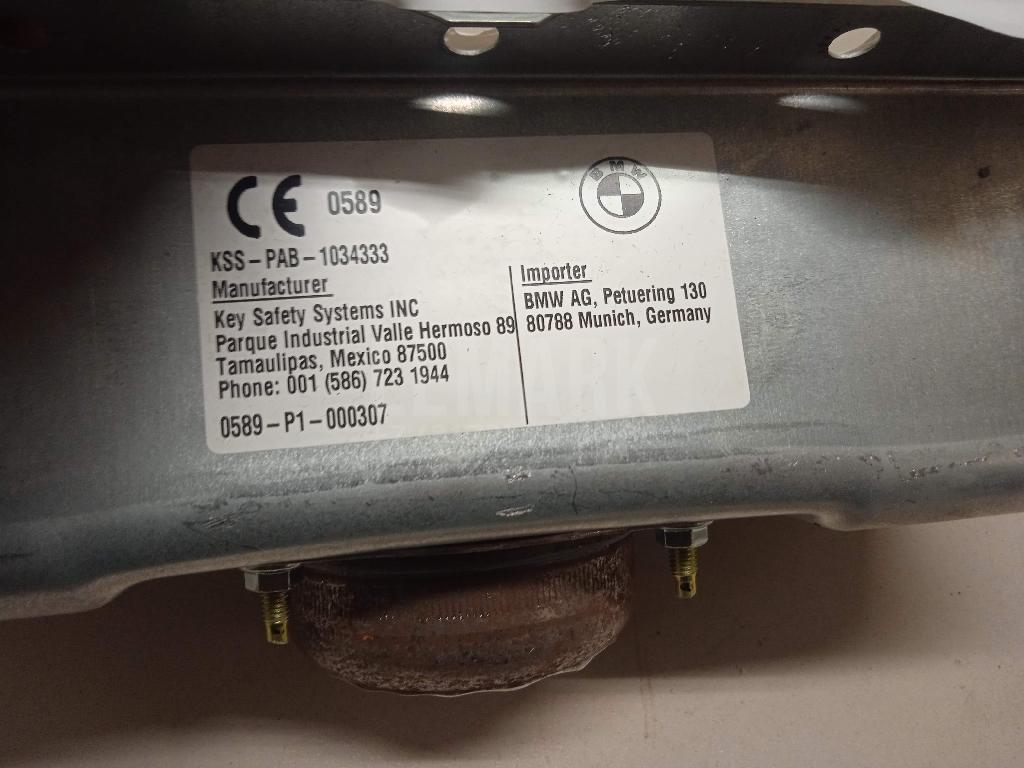 CE 0589
BMW
KSS-PAB-1034333
Manufacturer
Key Safety Systems INC
Parque Industrial Valle Hermoso 89
Tamaulipas, Mexico 87500
Phone: 001 (586) 723 1944
0589-P1-000307
Importer
BMW AG, Petuering 130
80788 Munich, Germany